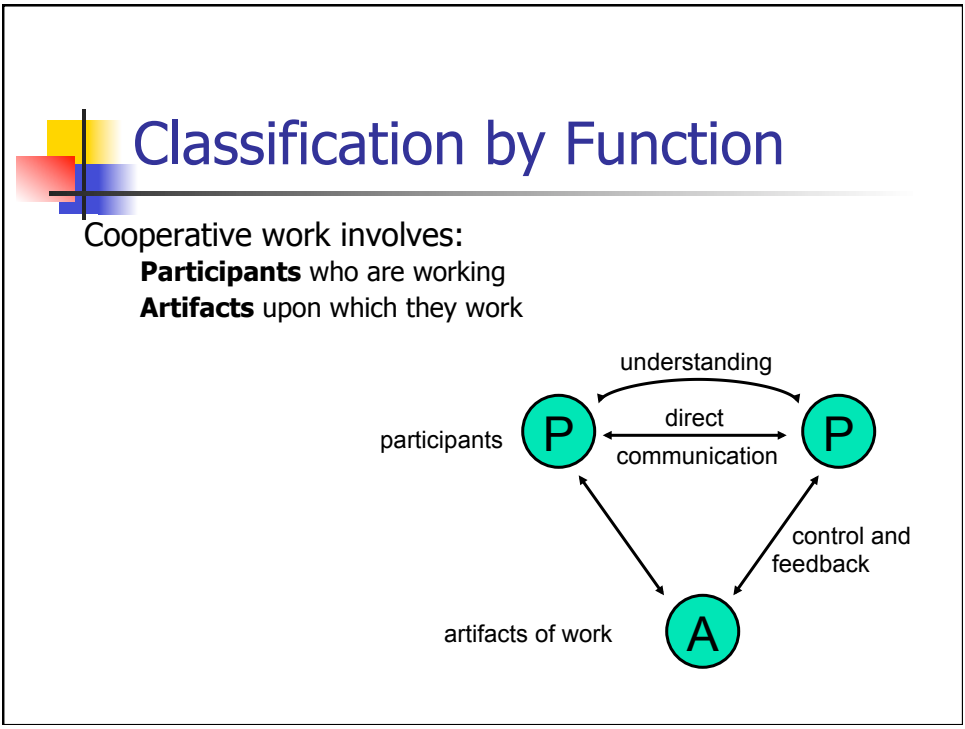 Classification by Function
Cooperative work involves:
Participants who are working
Artifacts upon which they work
understanding
P
direct
P
participants
communication
control and
feedback
artifacts of work
A